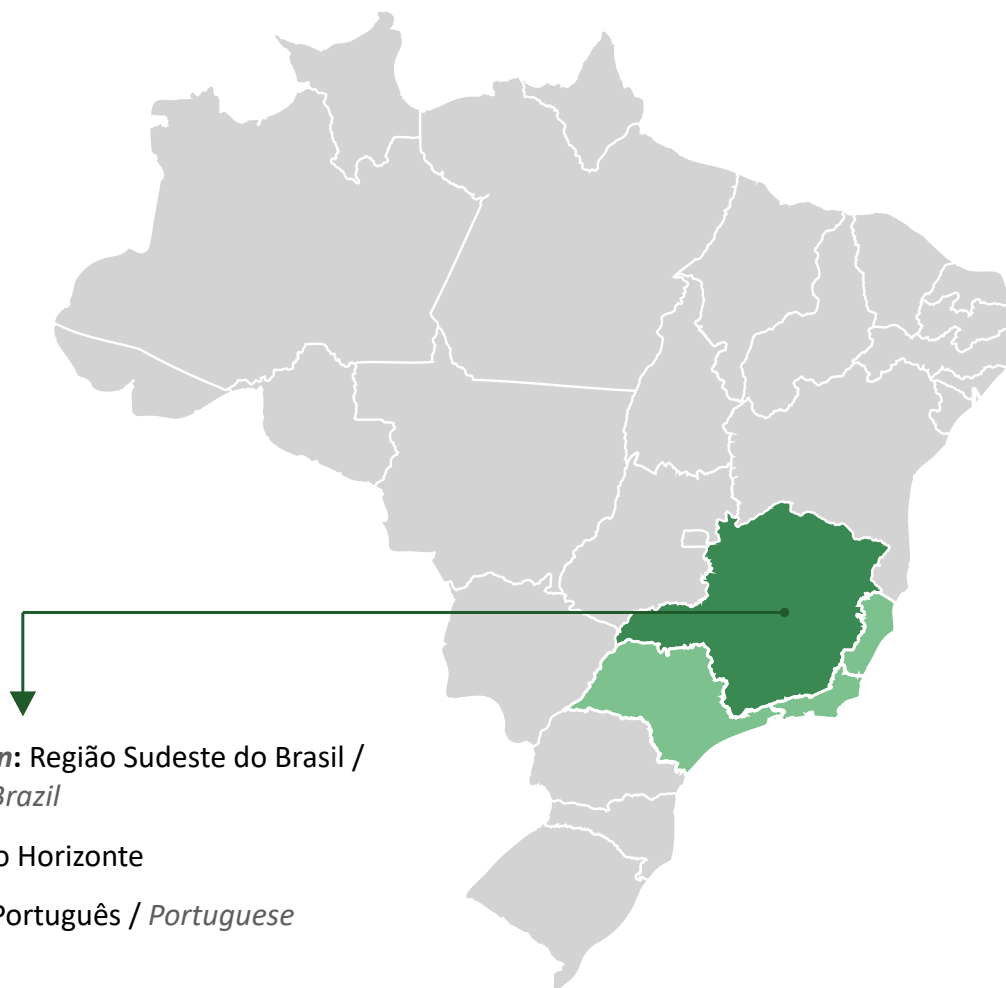 n: Região Sudeste do Brasil /
Brazil
o Horizonte
Português / Portuguese